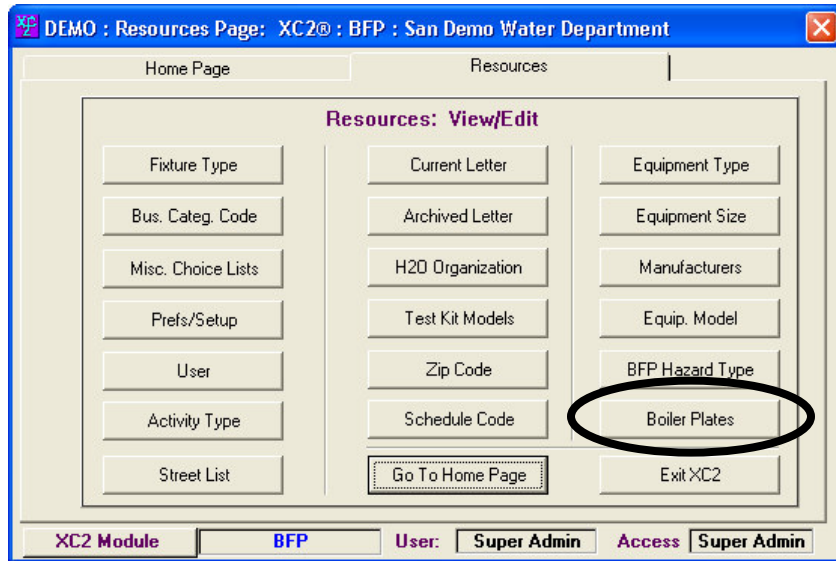 XC2 DEMO : Resources Page: XC2® : BFP : San Demo Water Department
Home Page Resources
Resources: View/Edit
Fixture Type Current Letter Equipment Type
Bus. Categ. Code Archived Letter Equipment Size
Misc. Choice Lists H2O Organization Manufacturers
Prefs/Setup Test Kit Models Equip. Model
User Zip Code BFP Hazard Type
Activity Type Schedule Code Boiler Plates
Street List Go To Home Page Exit XC2
XC2 Module BFP User: Super Admin Access Super Admin